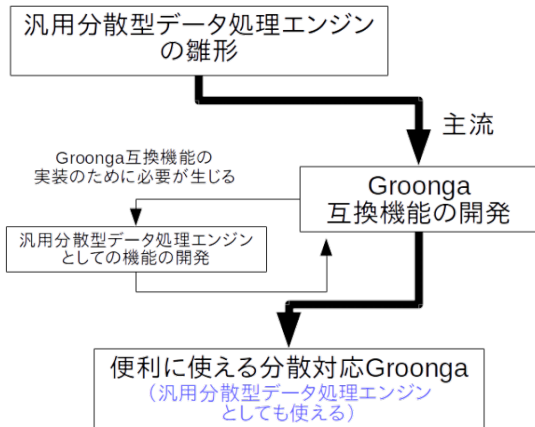 汎用分散型データ処理エンジン
の雛形
主流
Groonga互換機能の
実装のために必要が生じる
Groonga
互換機能の開発
汎用分散型データ処理エンジン
としての機能の開発
便利に使える分散対応Groonga
（汎用分散型データ処理エンジン
としても使える）